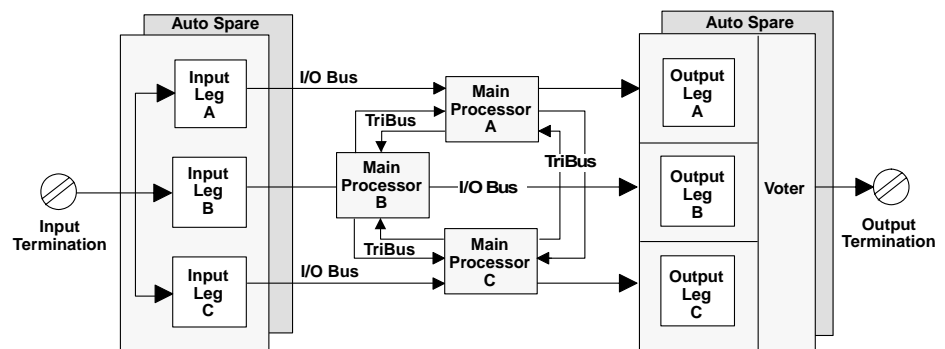 Auto Spare
Auto Spare
Input
Leg
A
I/O Bus
Main
Processor
A
Output
Leg
A
TriBus
TriBus
Input
Termination
Input
Leg
B
Main
Processor
B
I/O Bus
Output
Leg
B
Voter
Output
Termination
TriBus
Input
Leg
C
I/O Bus
Main
Processor
C
Output
Leg
C